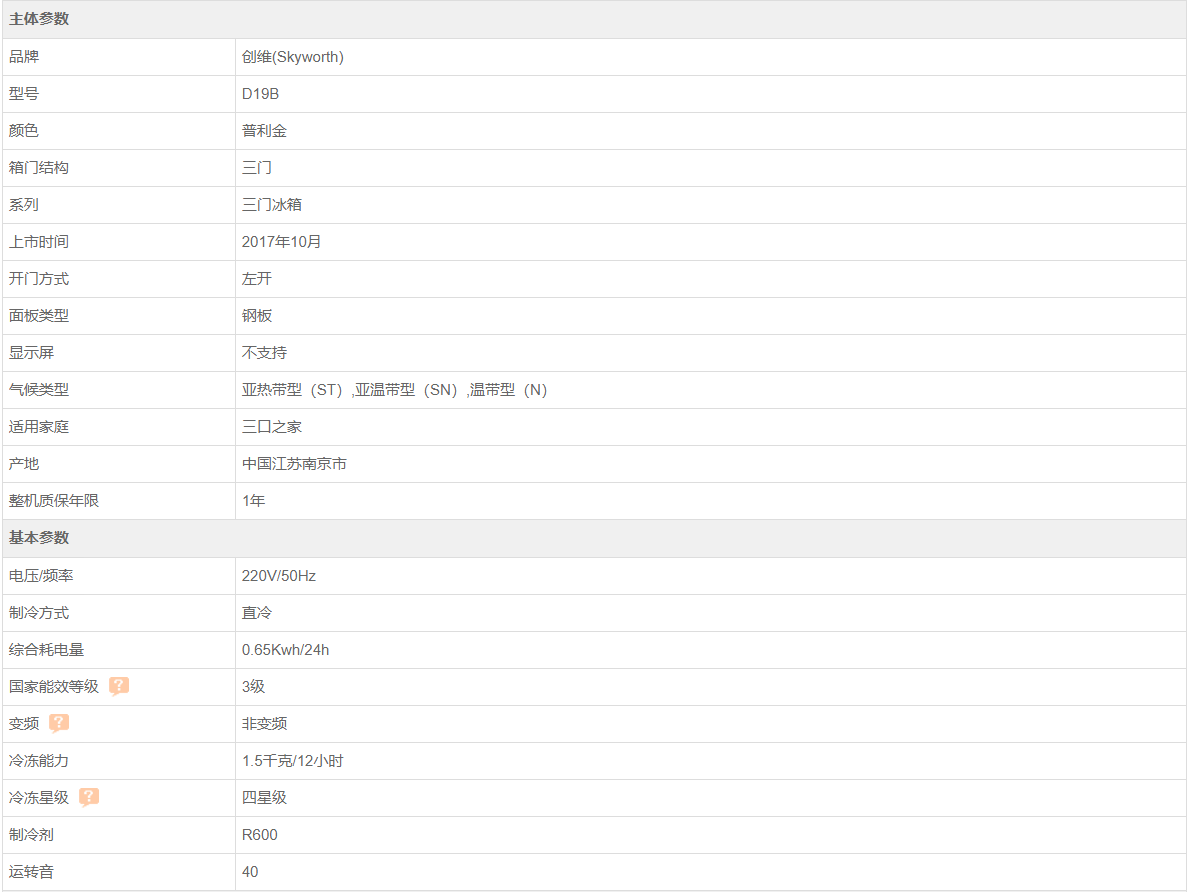 主体参数
品牌 创维(Skyworth)
型号 D19B
颜色 普利金
箱门结构 三门
系列 三门冰箱
上市时间 2017年10月
开门方式 左开
面板类型 钢板
显示屏 不支持
气候类型 亚热带型（ST）,亚温带型（SN）,温带型（N）
适用家庭 三口之家
产地 中国江苏南京市
整机质保年限 1年
基本参数
电压/频率 220V/50Hz
制冷方式 直冷
综合耗电量 0.65Kwh/24h
国家能效等级 ? 3级
变频 ? 非变频
冷冻能力 1.5千克/12小时
冷冻星级 ? 四星级
制冷剂 R600
运转音 40